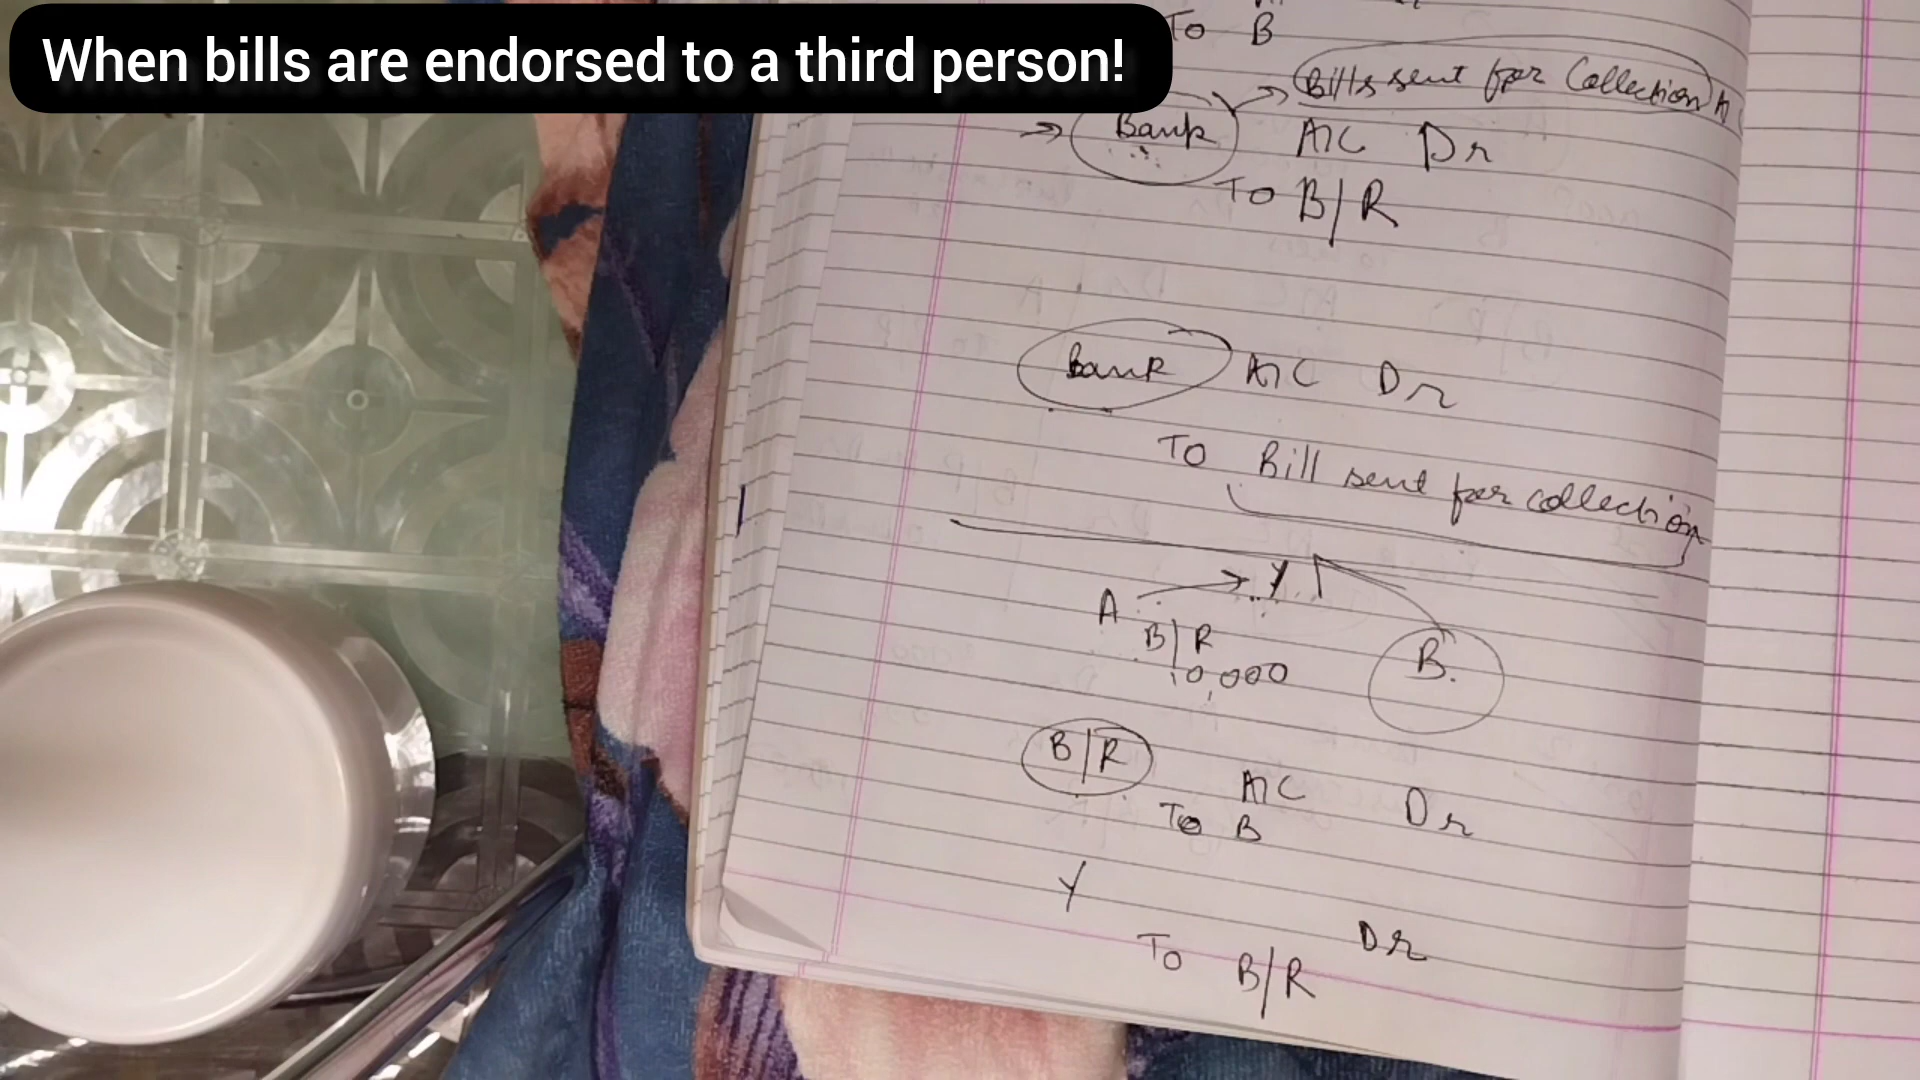 When bills are endorsed to a third person!
To B
Bills sent for Collection A
Bank A/C Dr
To B/R
Bank A/C Dr
To Bill sent for collection
A Y
B/R
10,000
B.
B/R A/C Dr
To B
Y Dr
To B/R